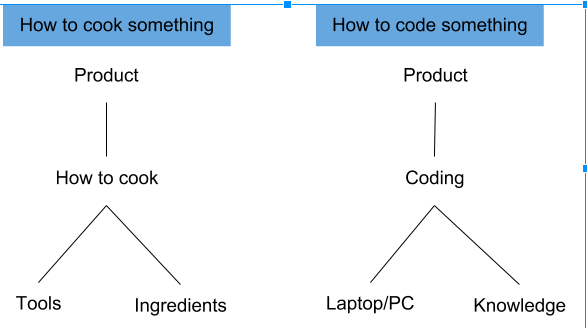 How to cook something
Product
How to cook
Tools
Ingredients
How to code something
Product
Coding
Laptop/PC
Knowledge